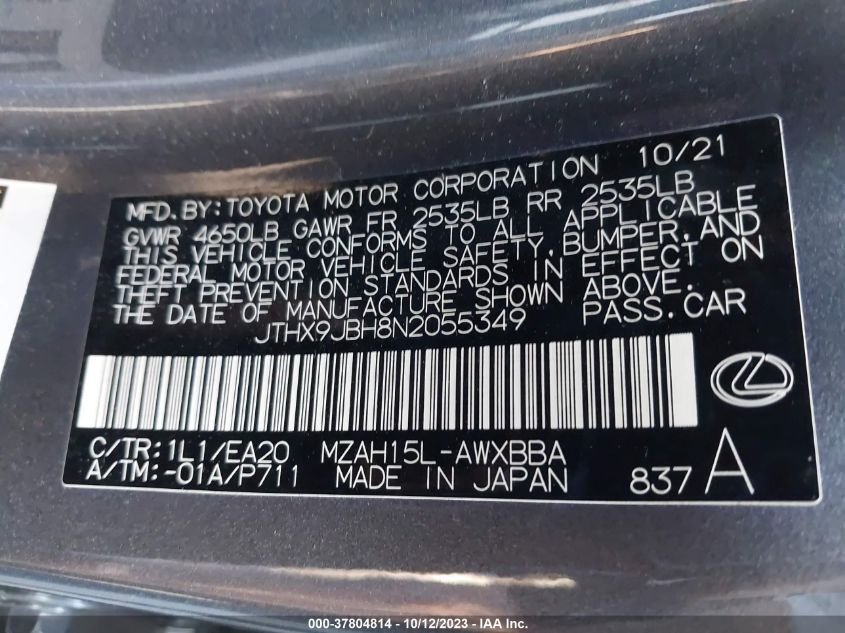 MFD.BY:TOYOTA MOTOR CORPORATION 10/21
GVWR 4650LB GAWR FR 2535LB RR 2535LB
THIS VEHICLE CONFORMS TO ALL APPLICABLE
FEDERAL MOTOR VEHICLE SAFETY,BUMPER,AND
THEFT PREVENTION STANDARDS IN EFFECT ON
THE DATE OF MANUFACTURE SHOWN ABOVE.
JTHX9JBH8N2055349 PASS.CAR
C/TR:1L1/EA20 MZAH15L-AWXBBA
A/TM:-01A/P711 MADE IN JAPAN 837 A
000-37804814 - 10/12/2023 - WWW.IAAI.COM